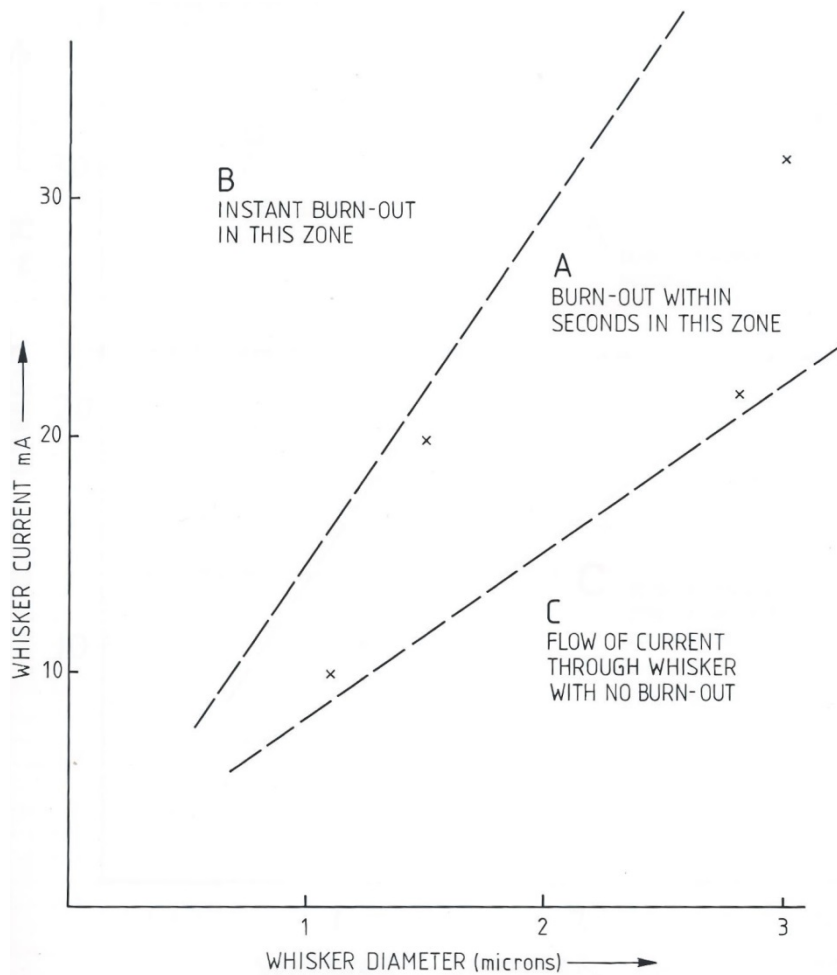 B
INSTANT BURN-OUT
IN THIS ZONE
A
BURN-OUT WITHIN
SECONDS IN THIS ZONE
C
FLOW OF CURRENT
THROUGH WHISKER
WITH NO BURN-OUT
WHISKER CURRENT mA
30
20
10
1
2
3
WHISKER DIAMETER (microns)